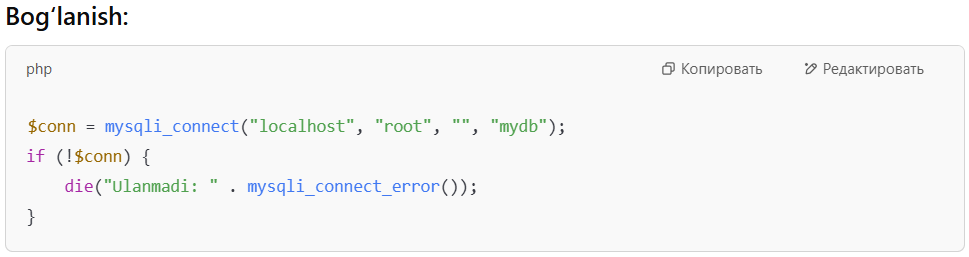 Bog‘lanish:
php
Копировать
Редактировать
$conn = mysqli_connect("localhost", "root", "", "mydb");
if (!$conn) {
    die("Ulanmadi: " . mysqli_connect_error());
}